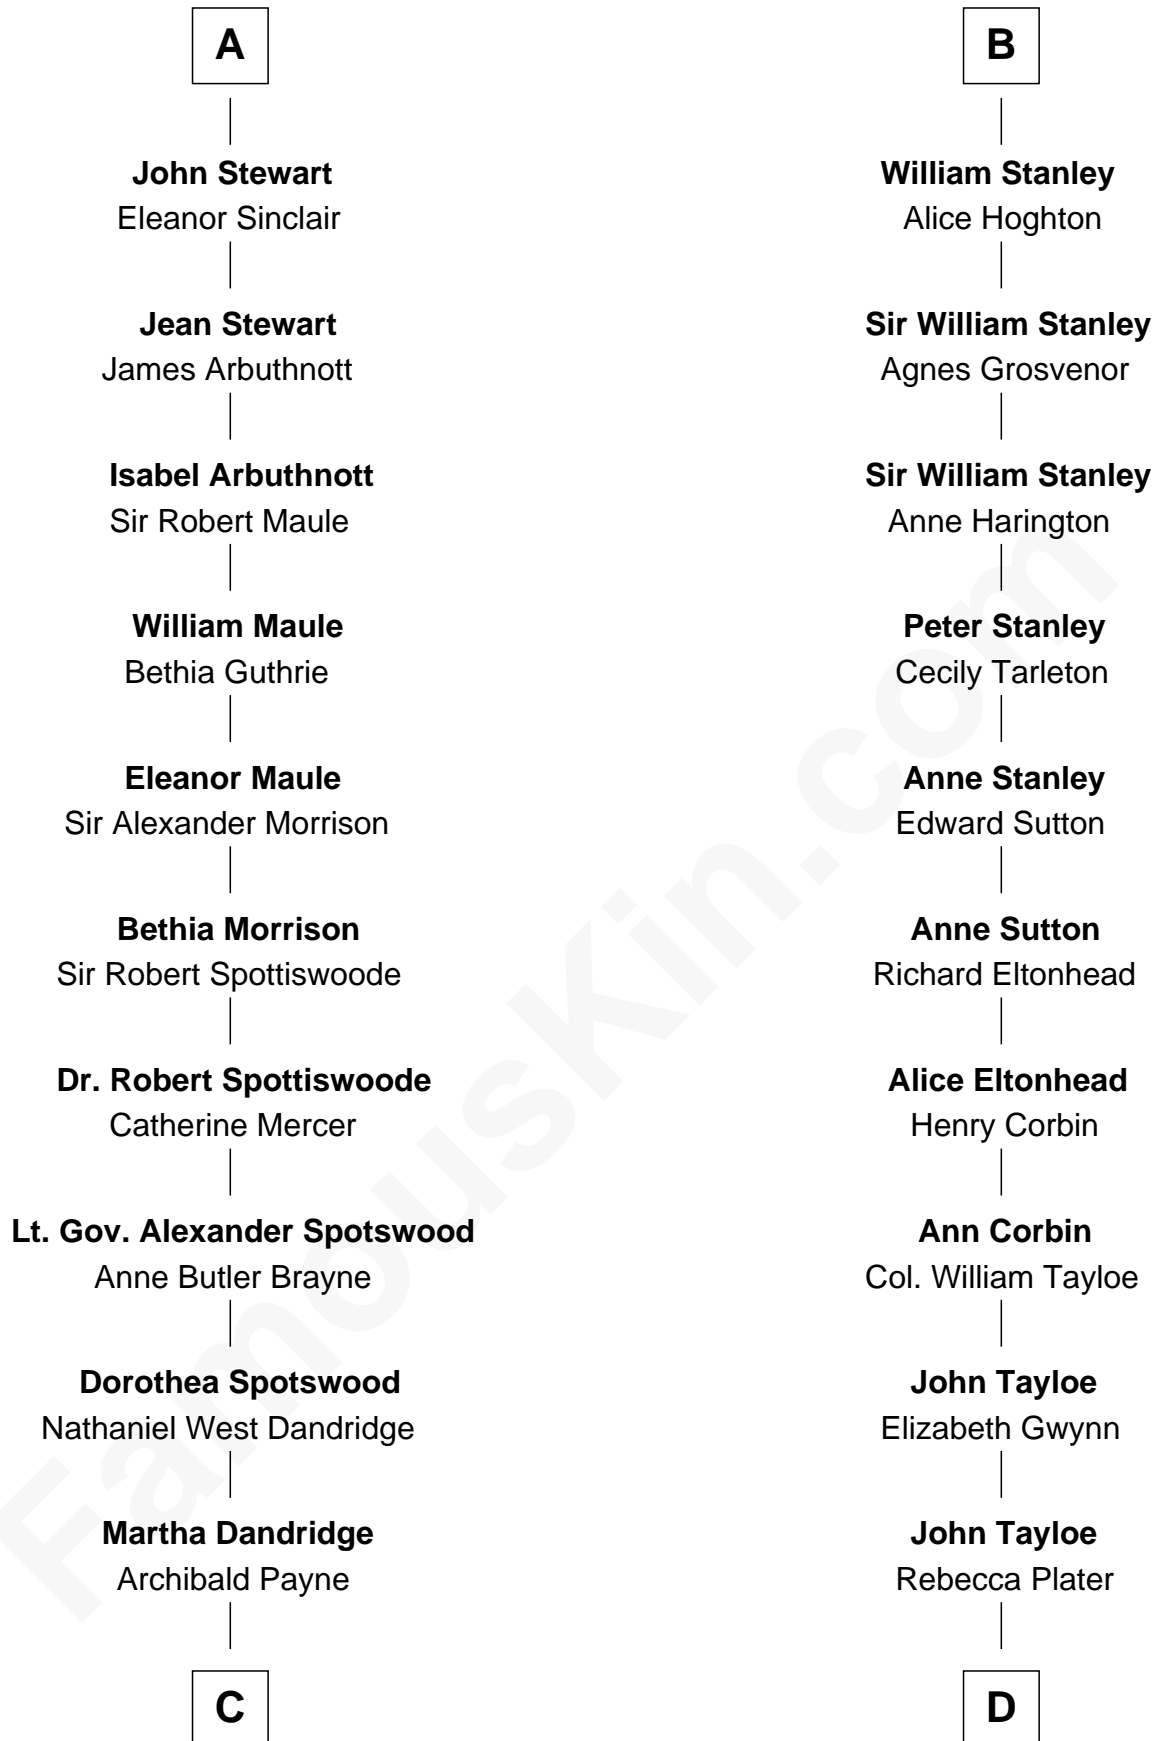 A
John Stewart
Eleanor Sinclair
Jean Stewart
James Arbuthnott
Isabel Arbuthnott
Sir Robert Maule
William Maule
Bethia Guthrie
Eleanor Maule
Sir Alexander Morrison
Bethia Morrison
Sir Robert Spottiswoode
Dr. Robert Spottiswoode
Catherine Mercer
Lt. Gov. Alexander Spotswood
Anne Butler Brayne
Dorothea Spotswood
Nathaniel West Dandridge
Martha Dandridge
Archibald Payne
C
B
William Stanley
Alice Hoghton
Sir William Stanley
Agnes Grosvenor
Sir William Stanley
Anne Harington
Peter Stanley
Cecily Tarleton
Anne Stanley
Edward Sutton
Anne Sutton
Richard Eltonhead
Alice Eltonhead
Henry Corbin
Ann Corbin
Col. William Tayloe
John Tayloe
Elizabeth Gwynn
John Tayloe
Rebecca Plater
D
FamousKin.com